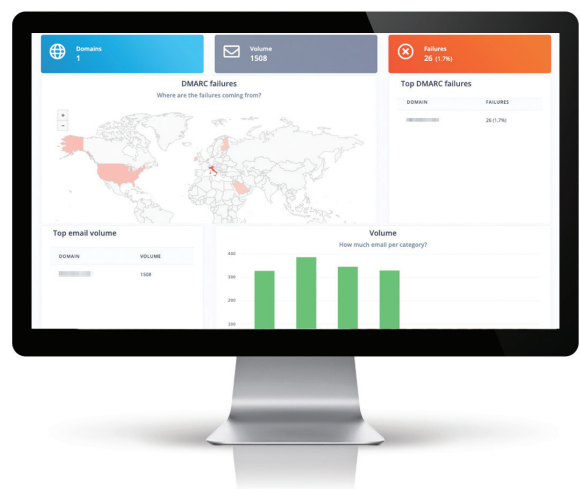 Domains
1
Volume
1508
Failures
26 (1.7%)
DMARC failures
Where are the failures coming from?
+
−
Top DMARC failures
DOMAIN FAILURES
26 (1.7%)
Top email volume
DOMAIN VOLUME
1508
Volume
How much email per category?
400
300
200
100